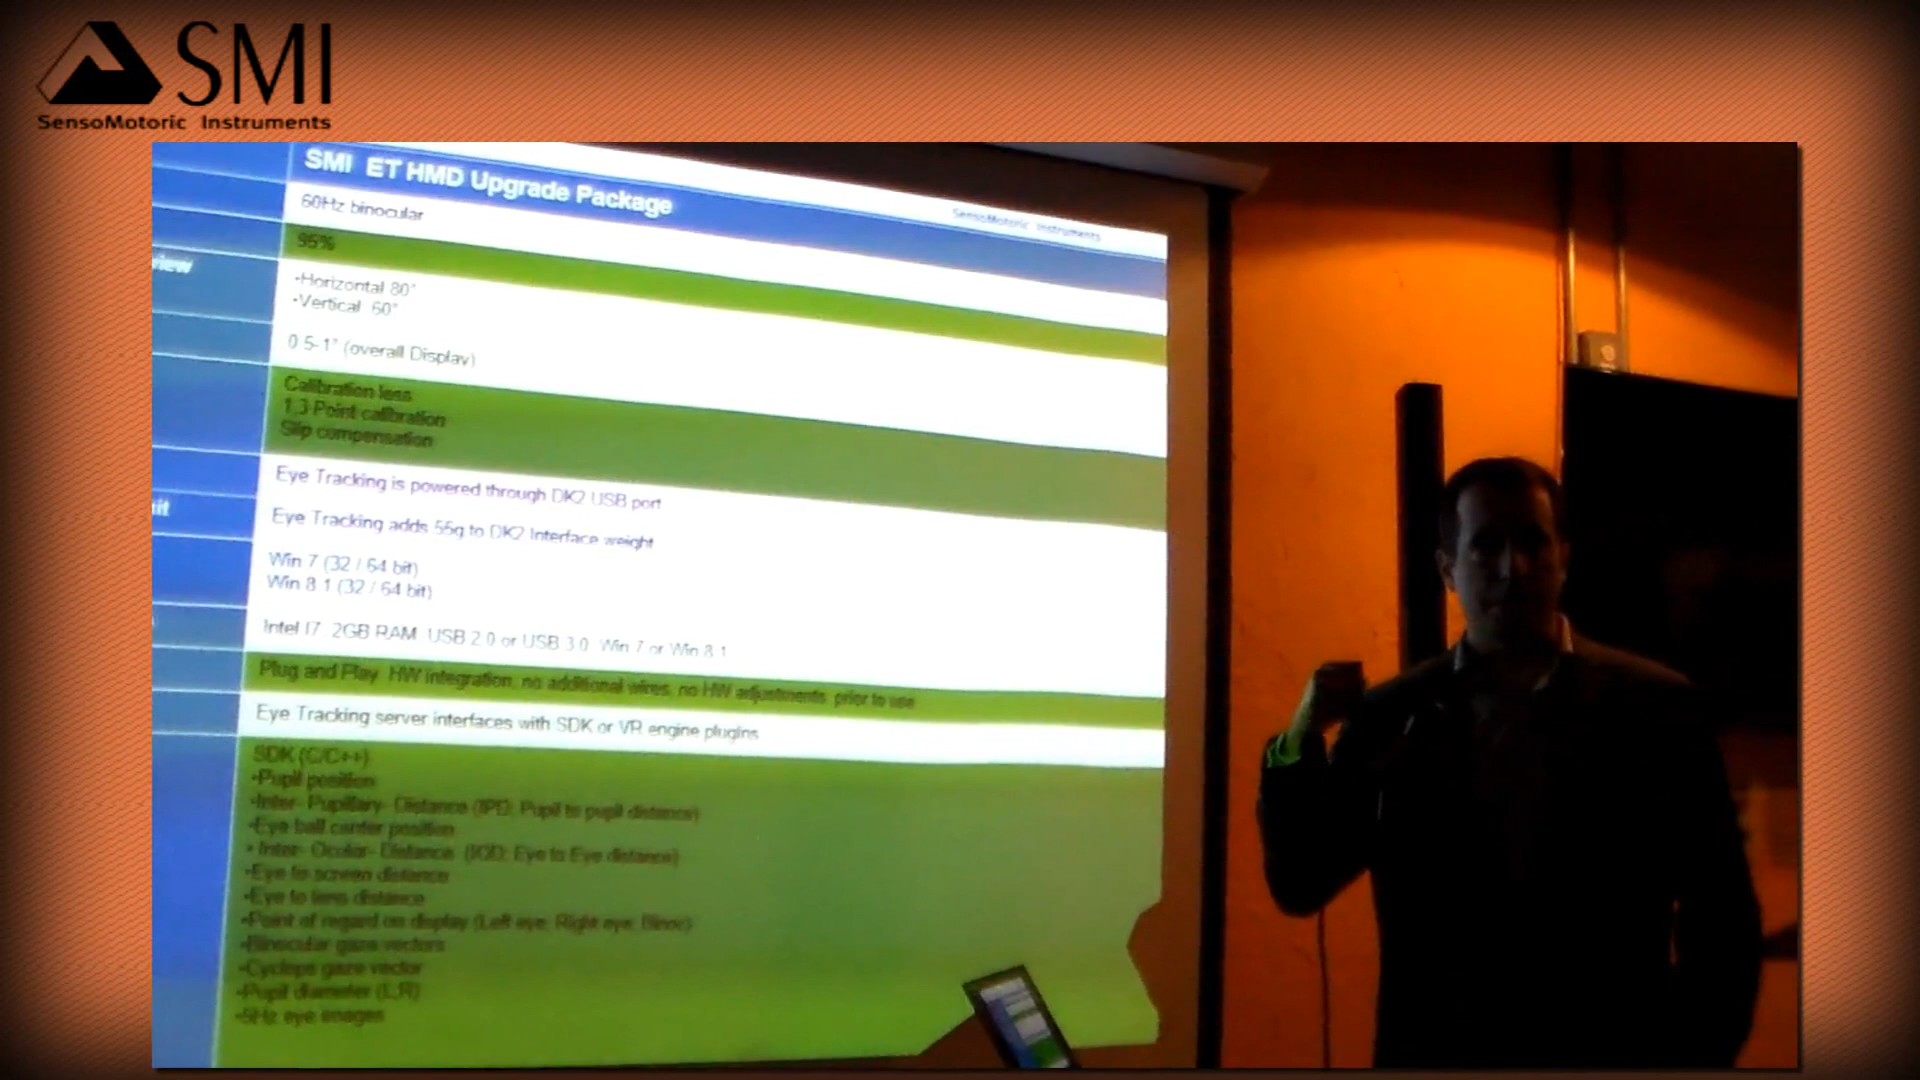 SMI
SensoMotoric Instruments
SMI ET HMD Upgrade Package
SensoMotoric Instruments
60Hz binocular
95%
view
•Horizontal 80°
•Vertical 60°
0.5-1° (overall Display)
Calibration less
1,3-Point calibration
Slip compensation
Eye Tracking is powered through DK2 USB port
it
Eye Tracking adds 55g to DK2 Interface weight
Win 7 (32 / 64 bit)
Win 8.1 (32 / 64 bit)
Intel I7, 2GB RAM, USB 2.0 or USB 3.0, Win 7 or Win 8.1
Plug and Play HW integration, no additional wires, no HW adjustments prior to use
Eye Tracking server interfaces with SDK or VR engine plugins
SDK (C/C++)
•Pupil position
•Inter- Pupillary- Distance (IPD; Pupil to pupil distance)
•Eye ball center position
• Inter- Ocular- Distance (IOD; Eye to Eye distance)
•Eye to screen distance
•Eye to lens distance
•Point of regard on display (Left eye; Right eye; Binoc)
•Binocular gaze vectors
•Cyclops gaze vector
•Pupil diameter (L,R)
•5Hz eye images